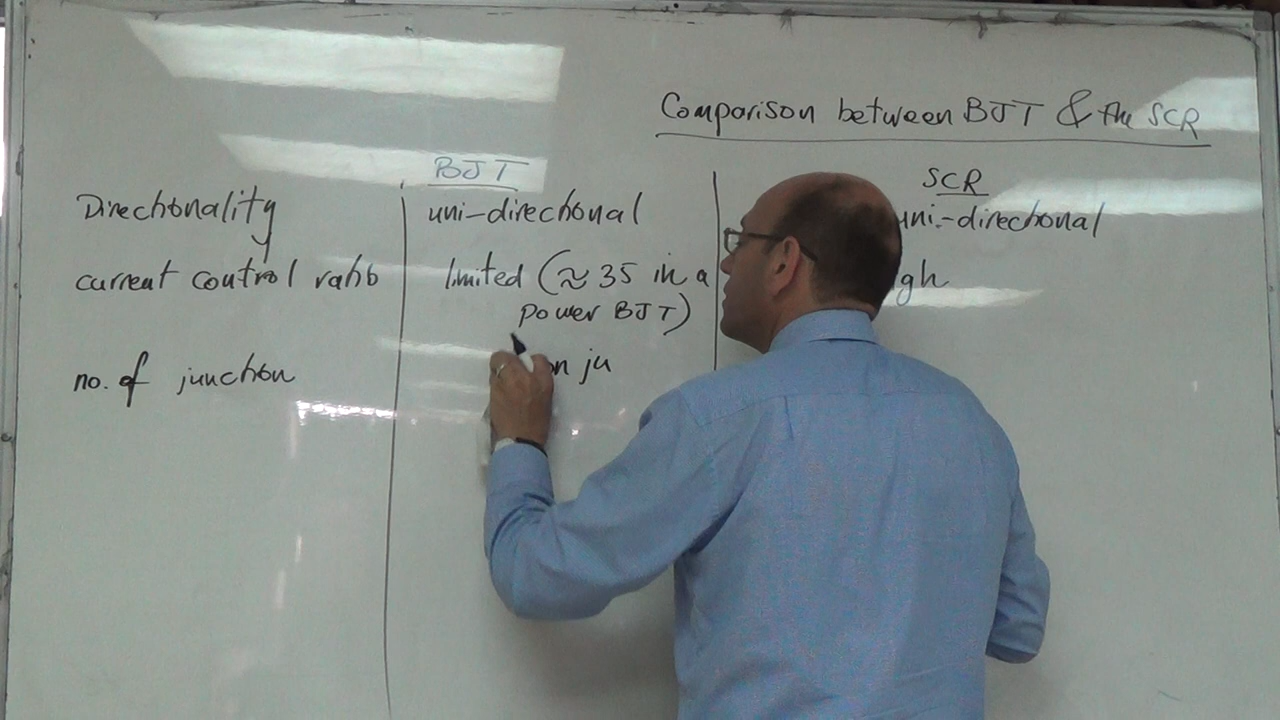 Comparison between BJT & the SCR
BJT
SCR
Directionality
uni-directional
uni-directional
current control ratio
limited (≈ 35 in a
power BJT)
no. of junction
ju